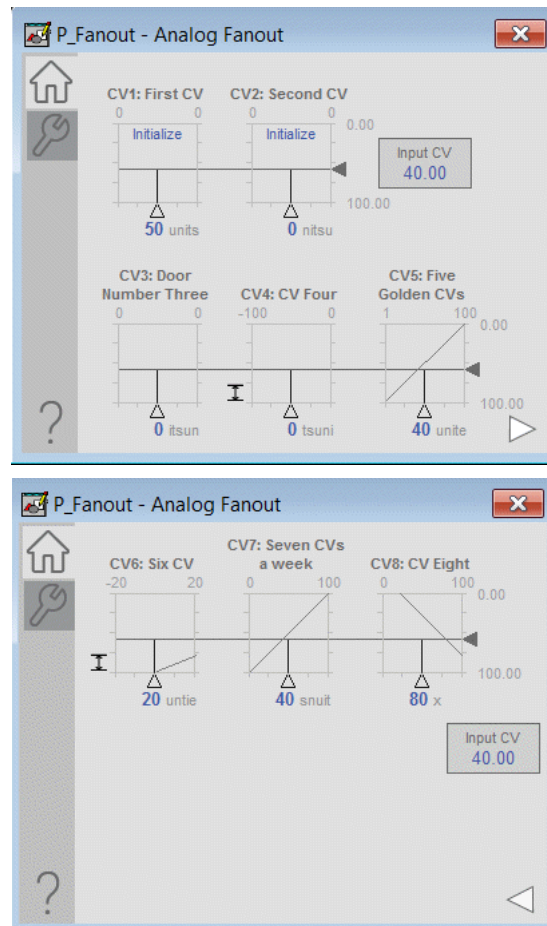 P_Fanout - Analog Fanout
CV1: First CV CV2: Second CV
0 0 0 0
0.00
Initialize Initialize
Input CV
40.00
100.00
50 units 0 nitsu
CV3: Door CV5: Five
Number Three CV4: CV Four Golden CVs
0 0 -100 0 1 100
0.00
100.00
0 itsun 0 tsuni 40 unite
?
P_Fanout - Analog Fanout
CV7: Seven CVs
CV6: Six CV a week CV8: CV Eight
-20 20 0 100 0 100
0.00
100.00
20 untie 40 snuit 80 x
Input CV
40.00
?